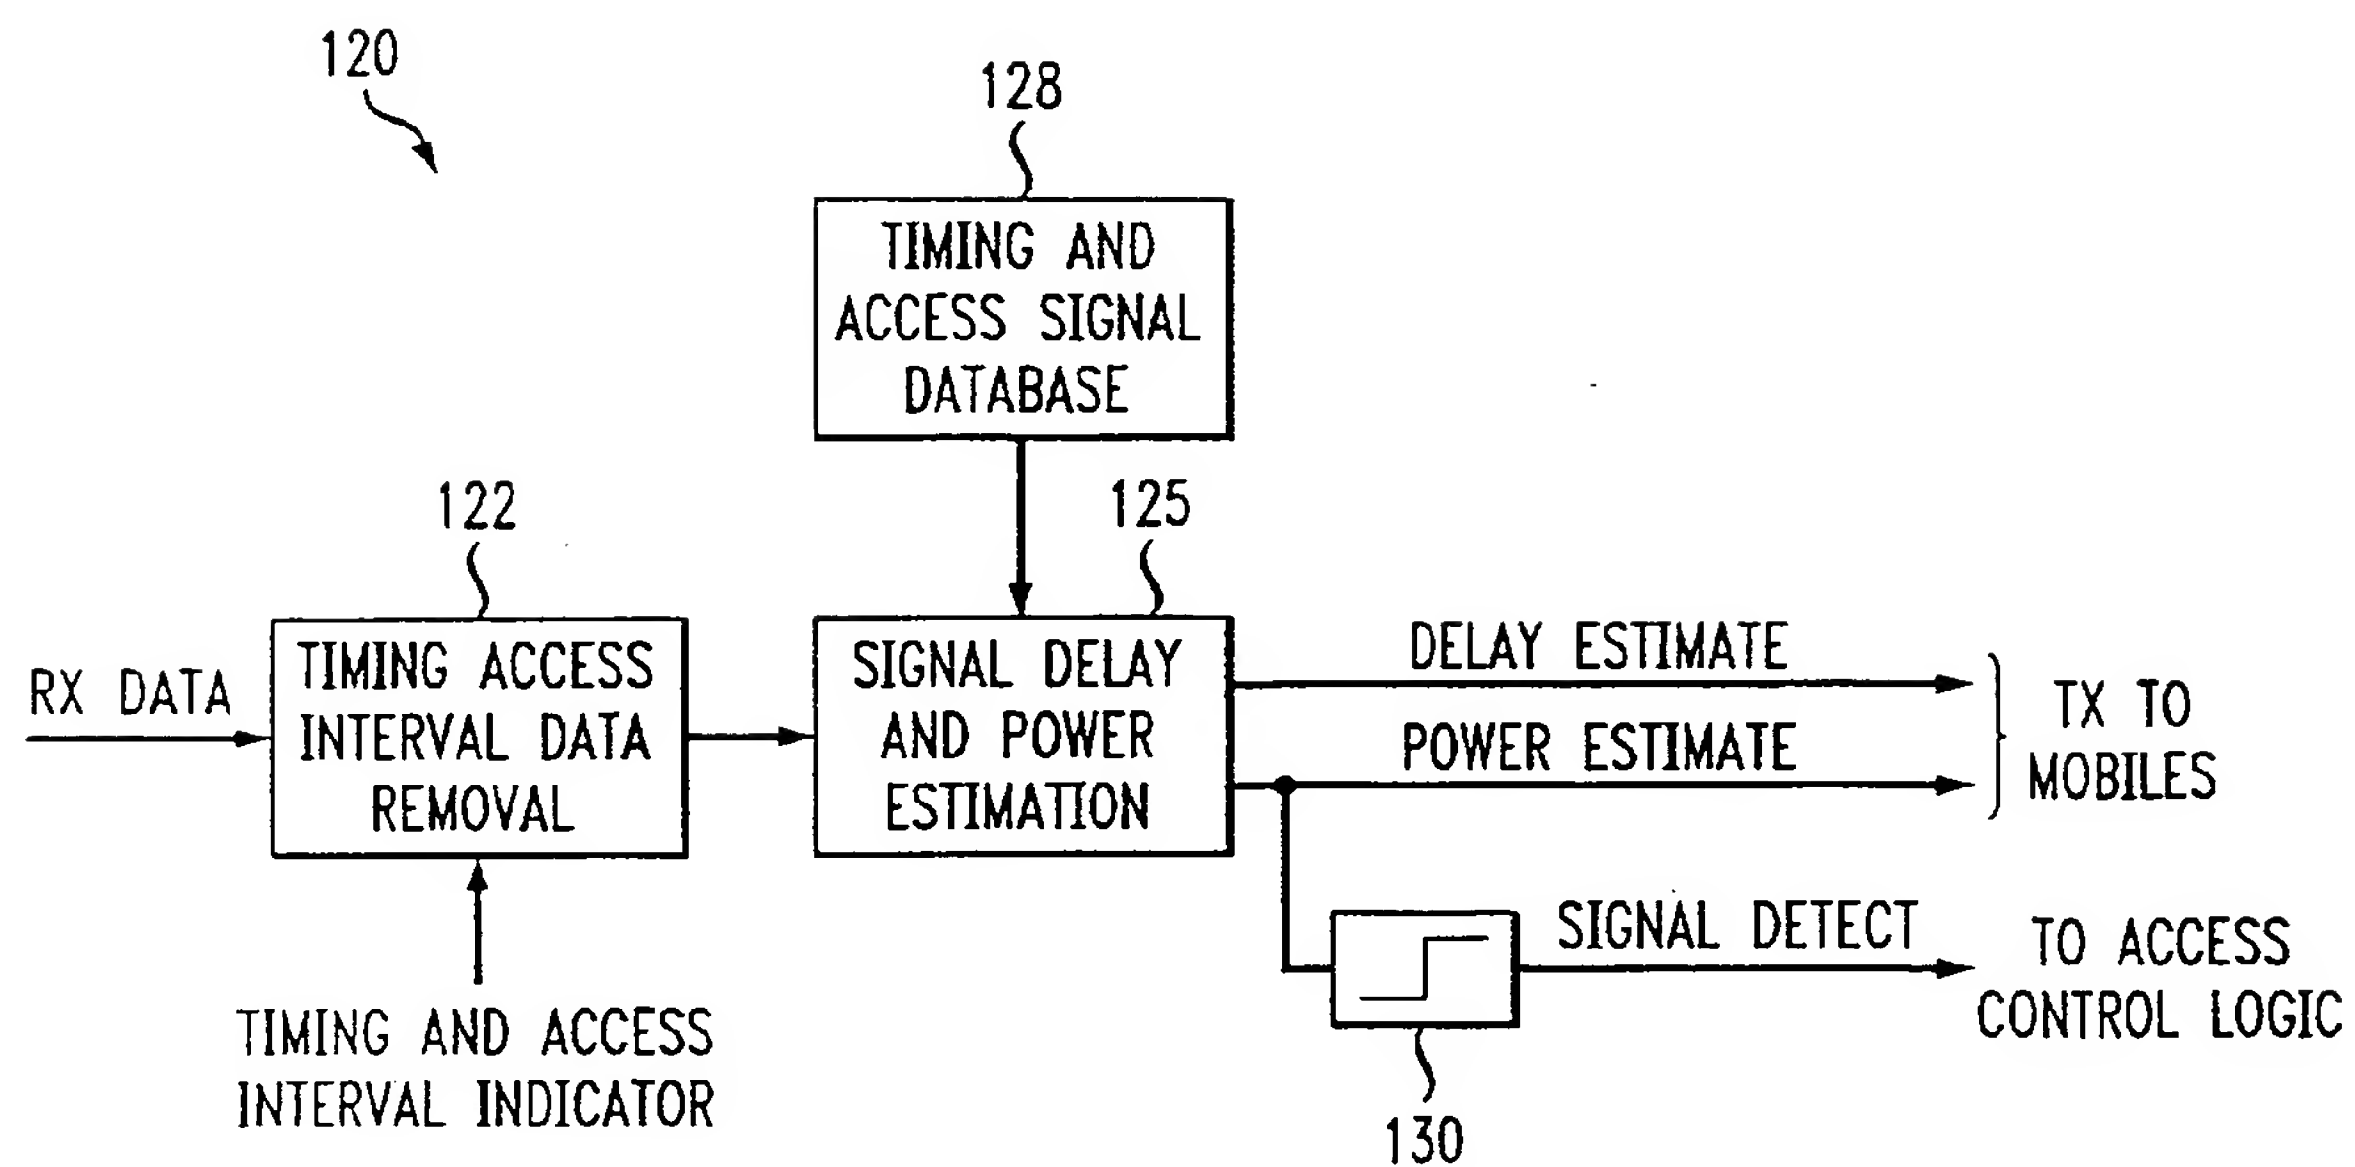 120
128
TIMING AND
ACCESS SIGNAL
DATABASE
122
125
RX DATA
TIMING ACCESS
INTERVAL DATA
REMOVAL
SIGNAL DELAY
AND POWER
ESTIMATION
DELAY ESTIMATE
POWER ESTIMATE
TX TO
MOBILES
SIGNAL DETECT
TO ACCESS
CONTROL LOGIC
TIMING AND ACCESS
INTERVAL INDICATOR
130